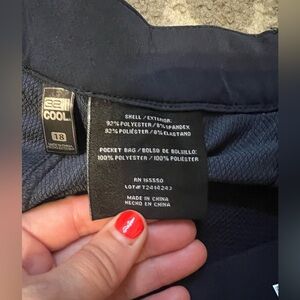 32
COOL
18
SHELL / EXTERIOR:
92% POLYESTER / 8% SPANDEX
92% POLIÉSTER / 8% ELASTANO
POCKET BAG / BOLSO DE BOLSILLO:
100% POLYESTER / 100% POLIÉSTER
RN 155550
MADE IN CHINA
HECHO EN CHINA